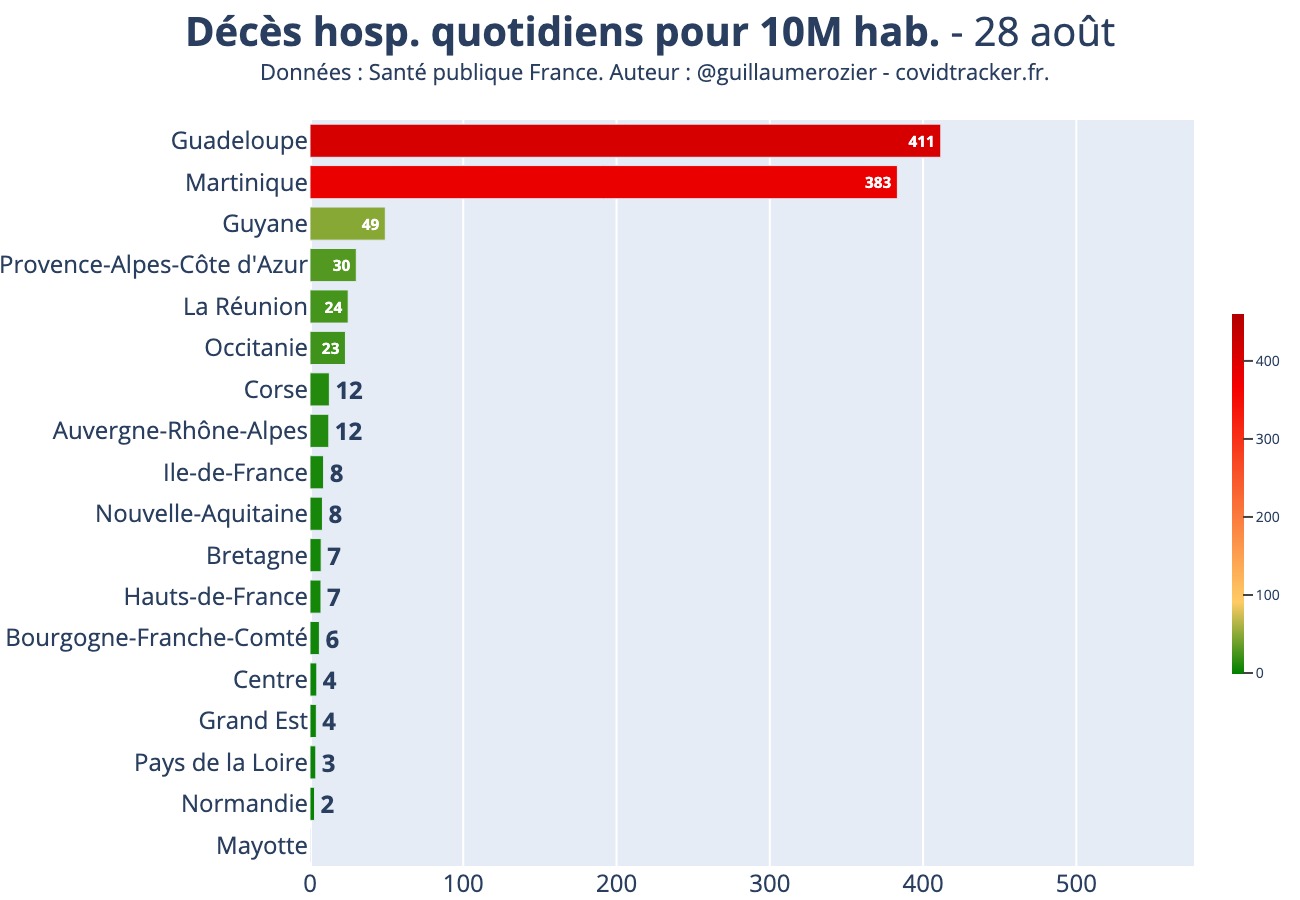 Décès hosp. quotidiens pour 10M hab. - 28 août
Données : Santé publique France. Auteur : @guillaumerozier - covidtracker.fr.
Guadeloupe 411
Martinique 383
Guyane 49
Provence-Alpes-Côte d'Azur 30
La Réunion 24
Occitanie 23
Corse 12
Auvergne-Rhône-Alpes 12
Ile-de-France 8
Nouvelle-Aquitaine 8
Bretagne 7
Hauts-de-France 7
Bourgogne-Franche-Comté 6
Centre 4
Grand Est 4
Pays de la Loire 3
Normandie 2
Mayotte
0 100 200 300 400 500
400
300
200
100
0